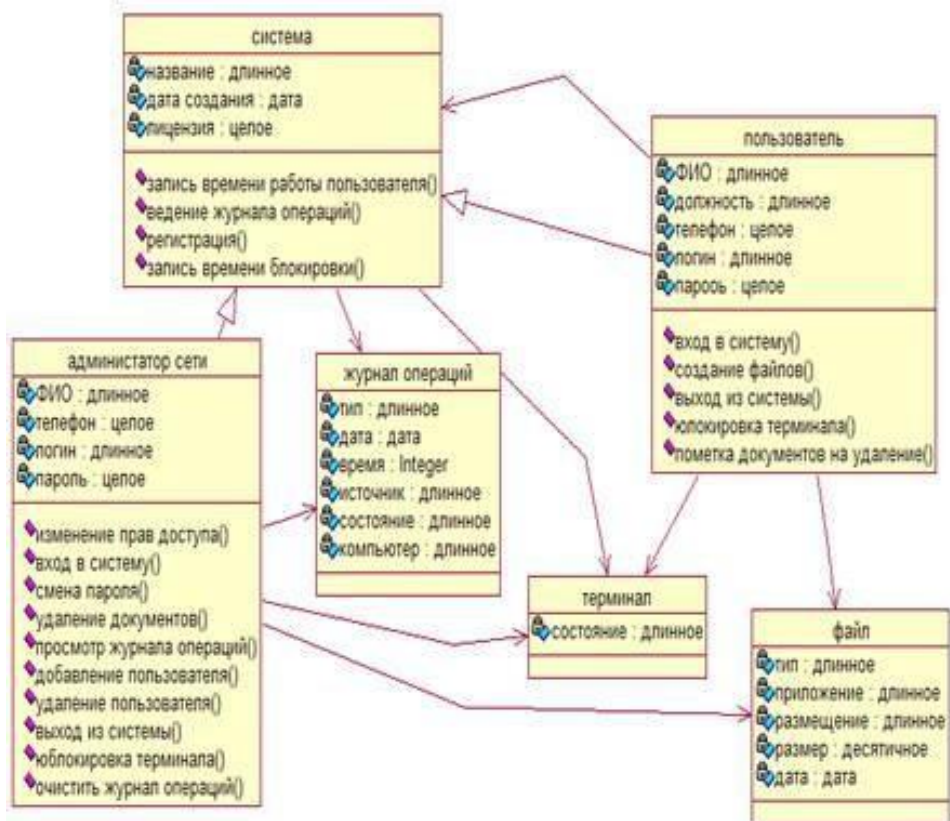 система
название : длинное
дата создания : дата
лицензия : целое
запись времени работы пользователя()
ведение журнала операций()
регистрация()
запись времени блокировки()
пользователь
ФИО : длинное
должность : длинное
телефон : целое
логин : длинное
парооь : целое
вход в систему()
создание файлов()
выход из системы()
юлокировка терминала()
пометка документов на удаление()
администатор сети
ФИО : длинное
телефон : целое
логин : длинное
пароль : целое
изменение прав доступа()
вход в систему()
смена пароля()
удаление документов()
просмотр журнала операций()
добавление пользователя()
удаление пользователя()
выход из системы()
юблокировка терминала()
очистить журнал операций()
журнал операций
тип : длинное
дата : дата
время : Integer
источник : длинное
состояние : длинное
компьютер : длинное
терминал
состояние : длинное
файл
тип : длинное
приложение : длинное
размещение : длинное
размер : десятичное
дата : дата